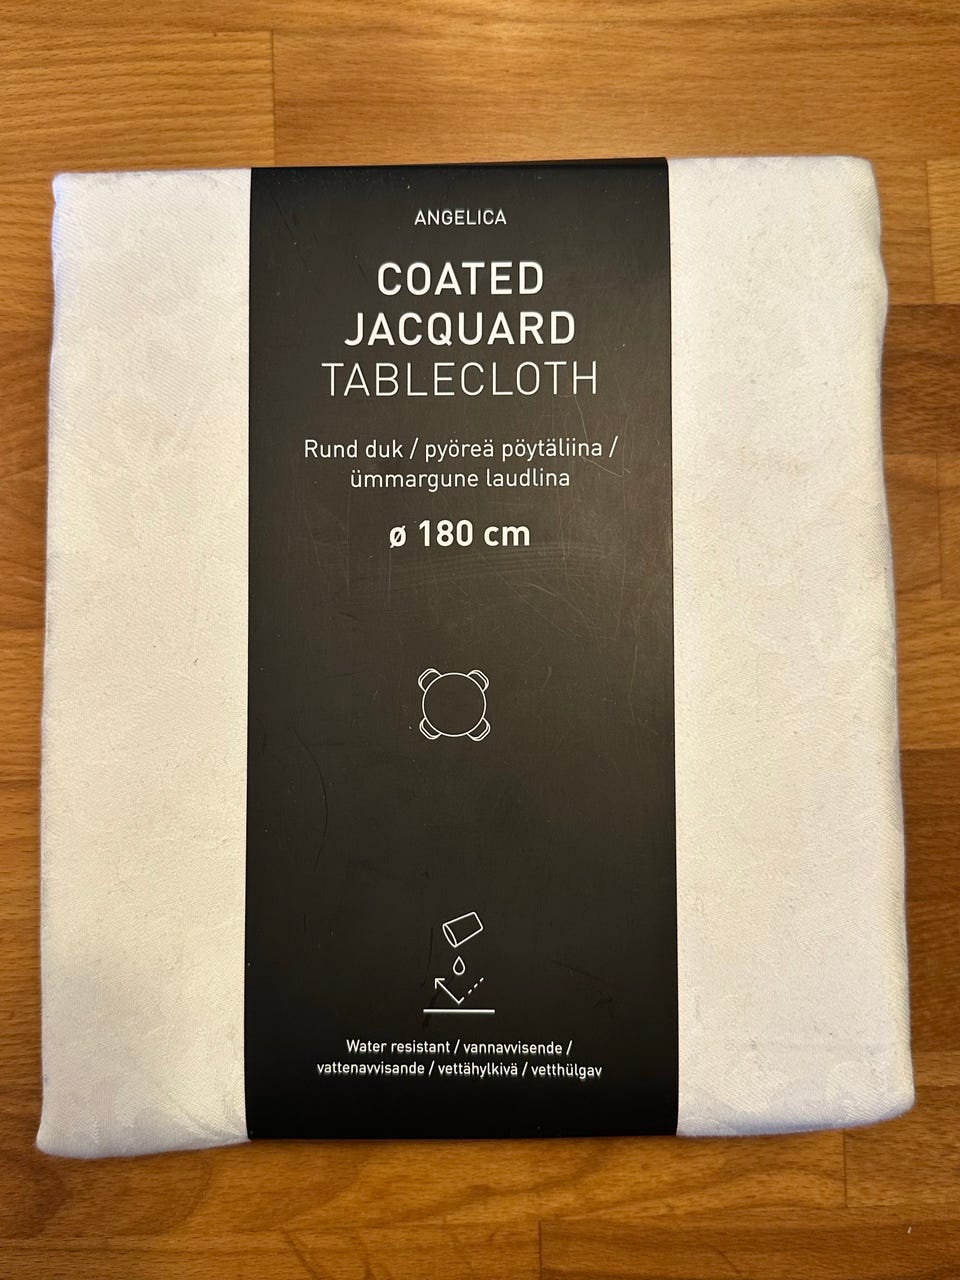 ANGELICA
COATED
JACQUARD
TABLECLOTH
Rund duk / pyöreä pöytäliina /
ümmargune laudlina
ø 180 cm
Water resistant / vannavvisende /
vattenavvisande / vettähylkivä / vetthülgav